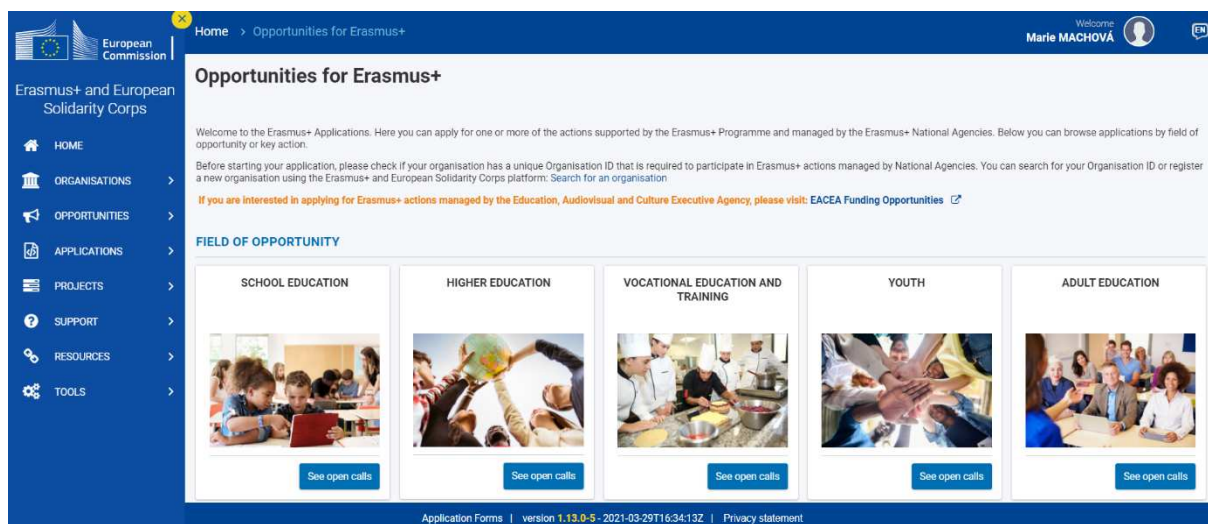 European
Commission
Erasmus+ and European
Solidarity Corps
HOME
ORGANISATIONS
OPPORTUNITIES
APPLICATIONS
PROJECTS
SUPPORT
RESOURCES
TOOLS
Home > Opportunities for Erasmus+
Welcome
Marie MACHOVÁ
EN
Opportunities for Erasmus+
Welcome to the Erasmus+ Applications. Here you can apply for one or more of the actions supported by the Erasmus+ Programme and managed by the Erasmus+ National Agencies. Below you can browse applications by field of
opportunity or key action.
Before starting your application, please check if your organisation has a unique Organisation ID that is required to participate in Erasmus+ actions managed by National Agencies. You can search for your Organisation ID or register
a new organisation using the Erasmus+ and European Solidarity Corps platform: Search for an organisation
If you are interested in applying for Erasmus+ actions managed by the Education, Audiovisual and Culture Executive Agency, please visit: EACEA Funding Opportunities
FIELD OF OPPORTUNITY
SCHOOL EDUCATION
See open calls
HIGHER EDUCATION
See open calls
VOCATIONAL EDUCATION AND
TRAINING
See open calls
YOUTH
See open calls
ADULT EDUCATION
See open calls
Application Forms | version 1.13.0-5 - 2021-03-29T16:34:13Z | Privacy statement